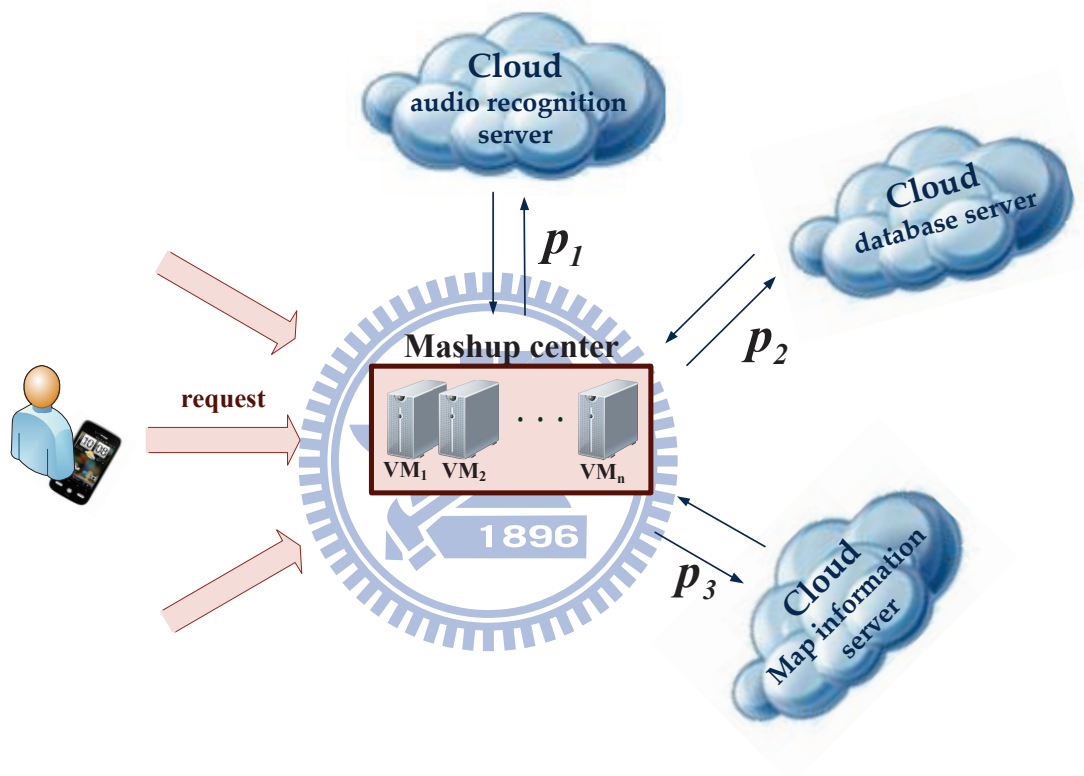 Cloud
audio recognition
server
Cloud
database server
p1
p2
Mashup center
request
VM1 VM2 . . . VMn
1896
p3
Cloud
Map information
server